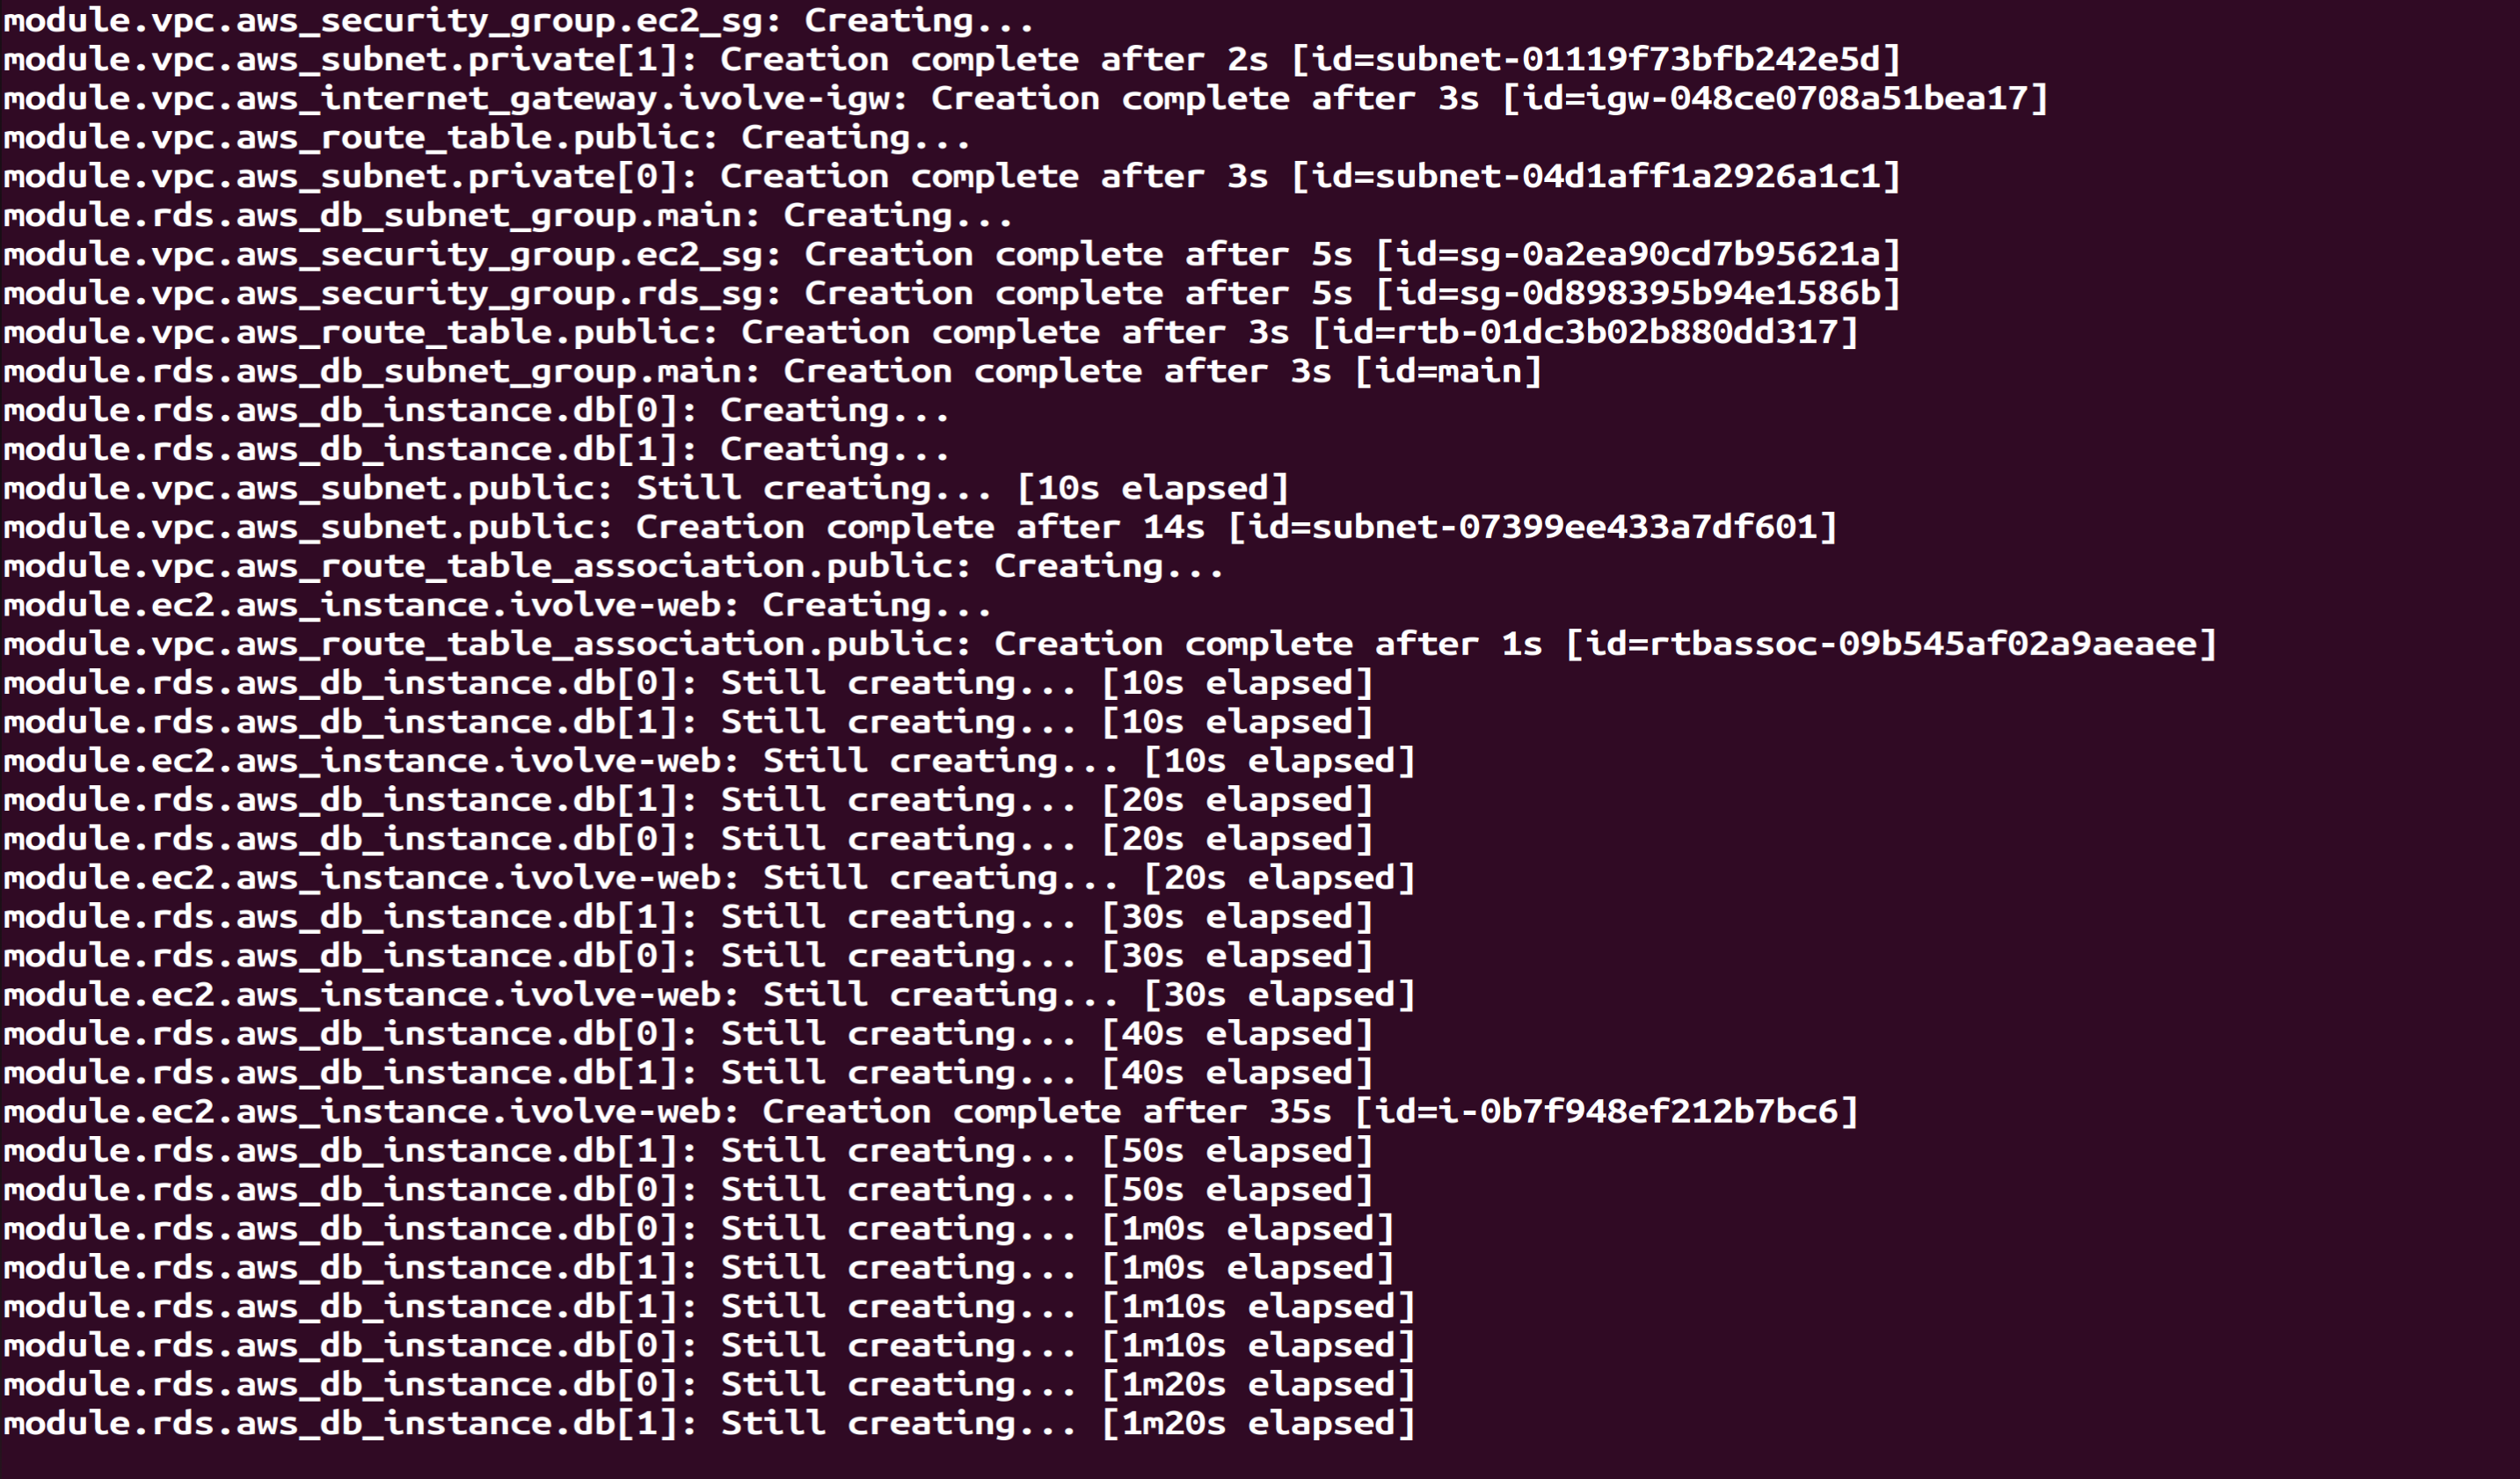 module.vpc.aws_security_group.ec2_sg: Creating...
module.vpc.aws_subnet.private[1]: Creation complete after 2s [id=subnet-01119f73bfb242e5d]
module.vpc.aws_internet_gateway.ivolve-igw: Creation complete after 3s [id=igw-048ce0708a51bea17]
module.vpc.aws_route_table.public: Creating...
module.vpc.aws_subnet.private[0]: Creation complete after 3s [id=subnet-04d1aff1a2926a1c1]
module.rds.aws_db_subnet_group.main: Creating...
module.vpc.aws_security_group.ec2_sg: Creation complete after 5s [id=sg-0a2ea90cd7b95621a]
module.vpc.aws_security_group.rds_sg: Creation complete after 5s [id=sg-0d898395b94e1586b]
module.vpc.aws_route_table.public: Creation complete after 3s [id=rtb-01dc3b02b880dd317]
module.rds.aws_db_subnet_group.main: Creation complete after 3s [id=main]
module.rds.aws_db_instance.db[0]: Creating...
module.rds.aws_db_instance.db[1]: Creating...
module.vpc.aws_subnet.public: Still creating... [10s elapsed]
module.vpc.aws_subnet.public: Creation complete after 14s [id=subnet-07399ee433a7df601]
module.vpc.aws_route_table_association.public: Creating...
module.ec2.aws_instance.ivolve-web: Creating...
module.vpc.aws_route_table_association.public: Creation complete after 1s [id=rtbassoc-09b545af02a9aeaee]
module.rds.aws_db_instance.db[0]: Still creating... [10s elapsed]
module.rds.aws_db_instance.db[1]: Still creating... [10s elapsed]
module.ec2.aws_instance.ivolve-web: Still creating... [10s elapsed]
module.rds.aws_db_instance.db[1]: Still creating... [20s elapsed]
module.rds.aws_db_instance.db[0]: Still creating... [20s elapsed]
module.ec2.aws_instance.ivolve-web: Still creating... [20s elapsed]
module.rds.aws_db_instance.db[1]: Still creating... [30s elapsed]
module.rds.aws_db_instance.db[0]: Still creating... [30s elapsed]
module.ec2.aws_instance.ivolve-web: Still creating... [30s elapsed]
module.rds.aws_db_instance.db[0]: Still creating... [40s elapsed]
module.rds.aws_db_instance.db[1]: Still creating... [40s elapsed]
module.ec2.aws_instance.ivolve-web: Creation complete after 35s [id=i-0b7f948ef212b7bc6]
module.rds.aws_db_instance.db[1]: Still creating... [50s elapsed]
module.rds.aws_db_instance.db[0]: Still creating... [50s elapsed]
module.rds.aws_db_instance.db[0]: Still creating... [1m0s elapsed]
module.rds.aws_db_instance.db[1]: Still creating... [1m0s elapsed]
module.rds.aws_db_instance.db[1]: Still creating... [1m10s elapsed]
module.rds.aws_db_instance.db[0]: Still creating... [1m10s elapsed]
module.rds.aws_db_instance.db[0]: Still creating... [1m20s elapsed]
module.rds.aws_db_instance.db[1]: Still creating... [1m20s elapsed]